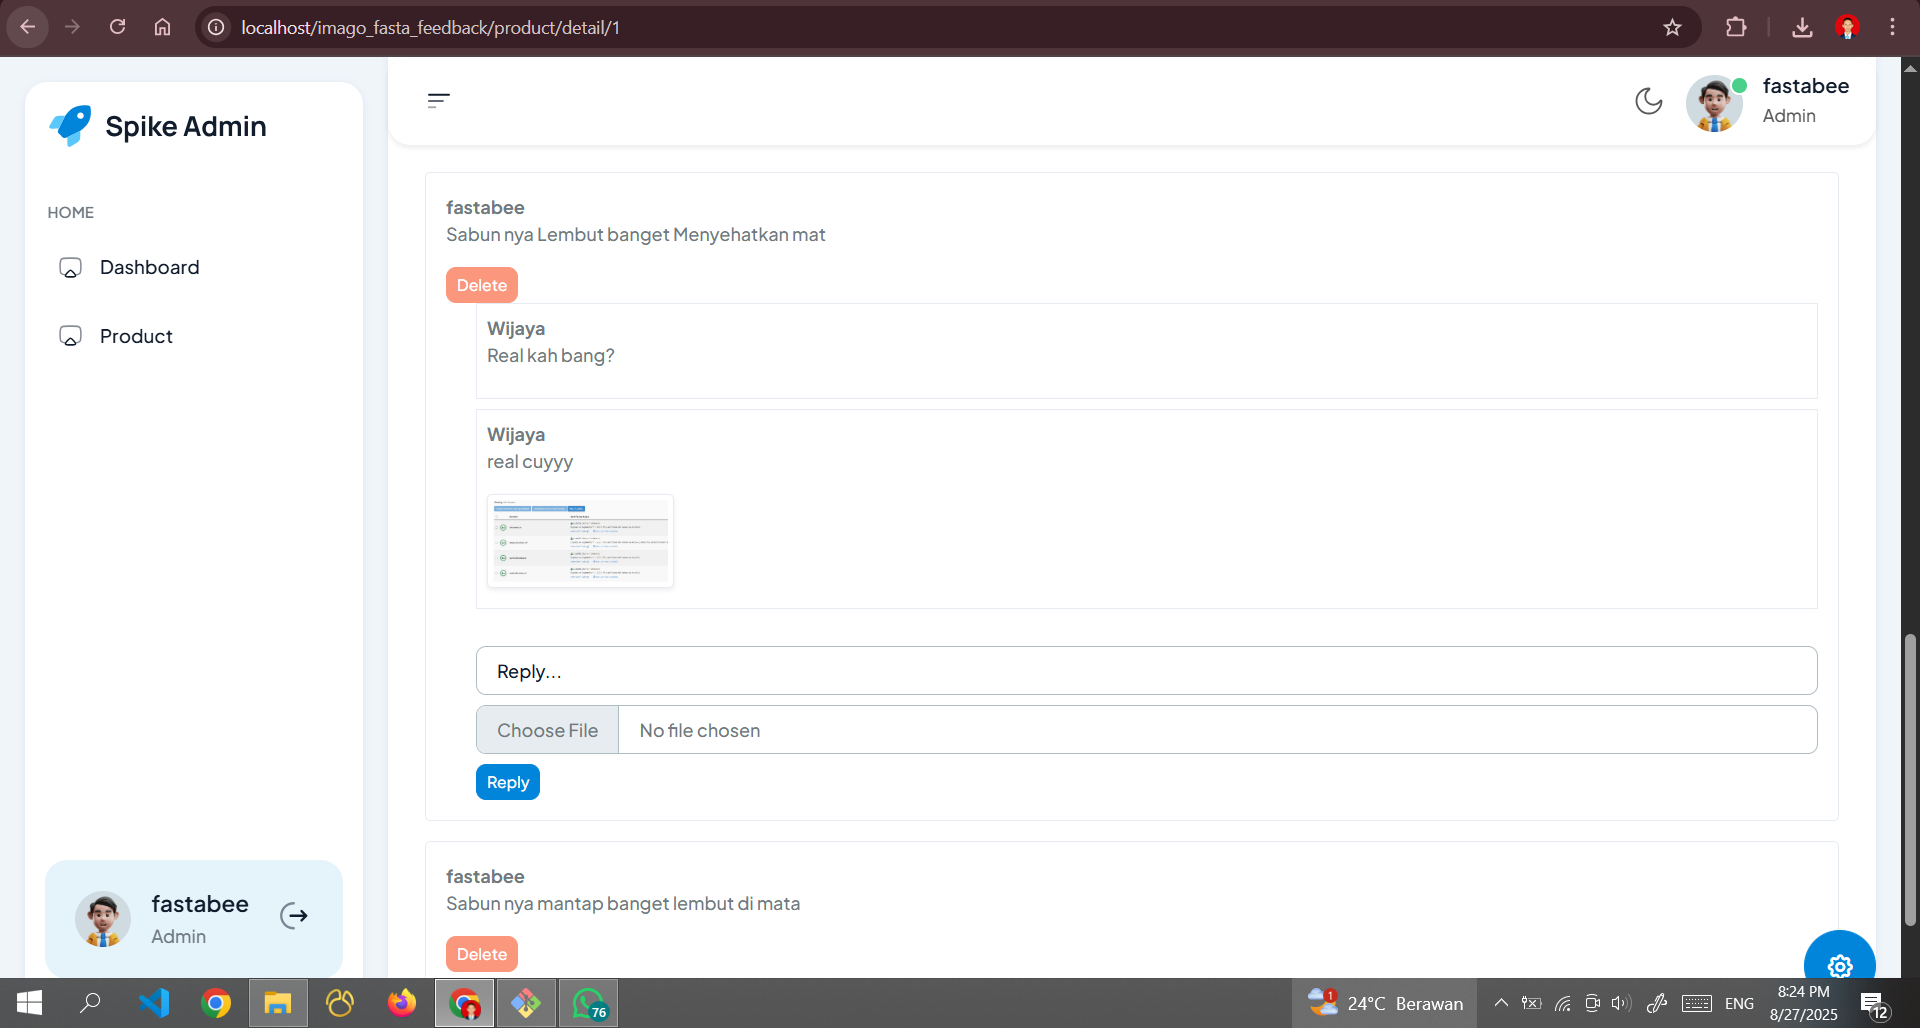 localhost/imago_fasta_feedback/product/detail/1
Spike Admin
HOME
Dashboard
Product
fastabee
Admin
fastabee
Admin
fastabee
Sabun nya Lembut banget Menyehatkan mat
Delete
Wijaya
Real kah bang?
Wijaya
real cuyyy
Reply...
Choose File No file chosen
Reply
fastabee
Sabun nya mantap banget lembut di mata
Delete
76
1
24°C Berawan
ENG
8:24 PM
8/27/2025
12